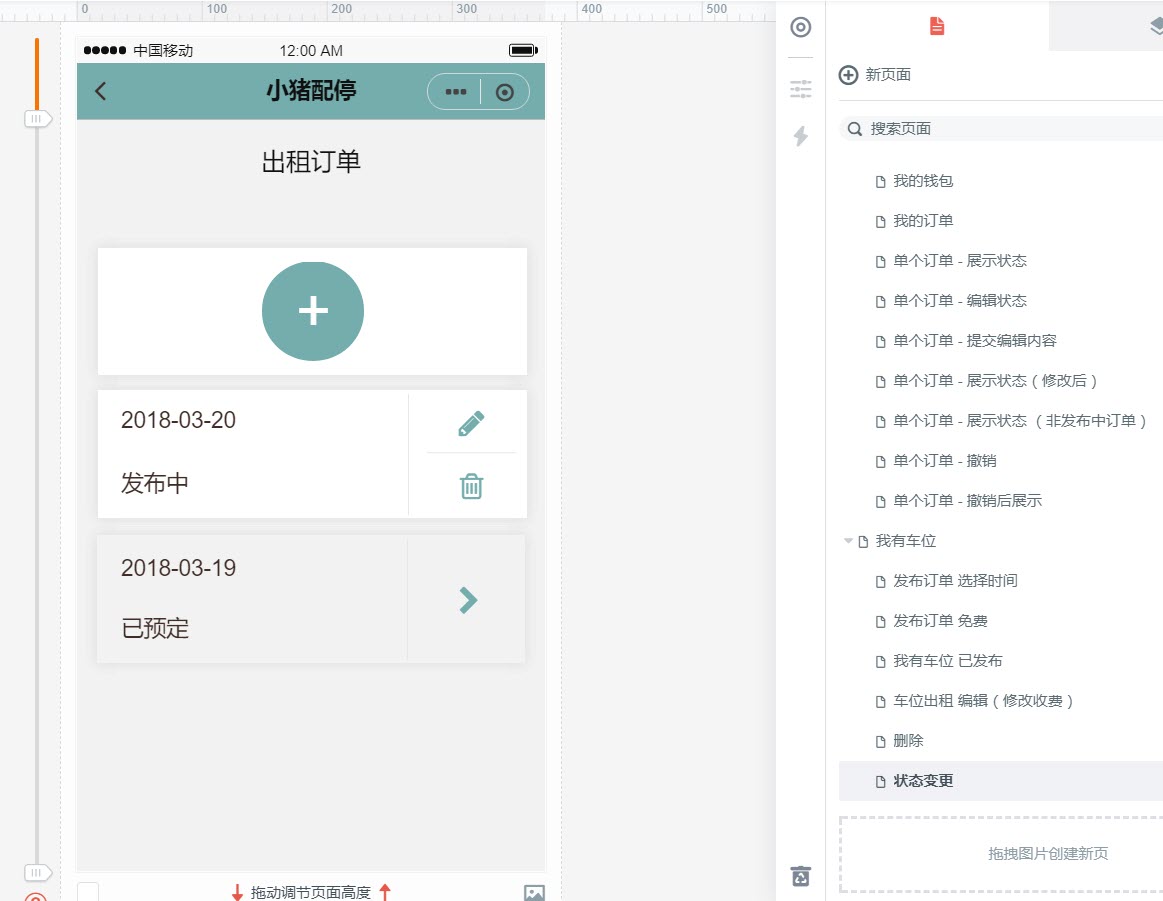 0 100 200 300 400 500
中国移动 12:00 AM
小猪配停
出租订单
2018-03-20
发布中
2018-03-19
已预定
拖动调节页面高度
新页面
搜索页面
我的钱包
我的订单
单个订单 - 展示状态
单个订单 - 编辑状态
单个订单 - 提交编辑内容
单个订单 - 展示状态（修改后）
单个订单 - 展示状态 （非发布中订单）
单个订单 - 撤销
单个订单 - 撤销后展示
我有车位
发布订单 选择时间
发布订单 免费
我有车位 已发布
车位出租 编辑（修改收费）
删除
状态变更
拖拽图片创建新页